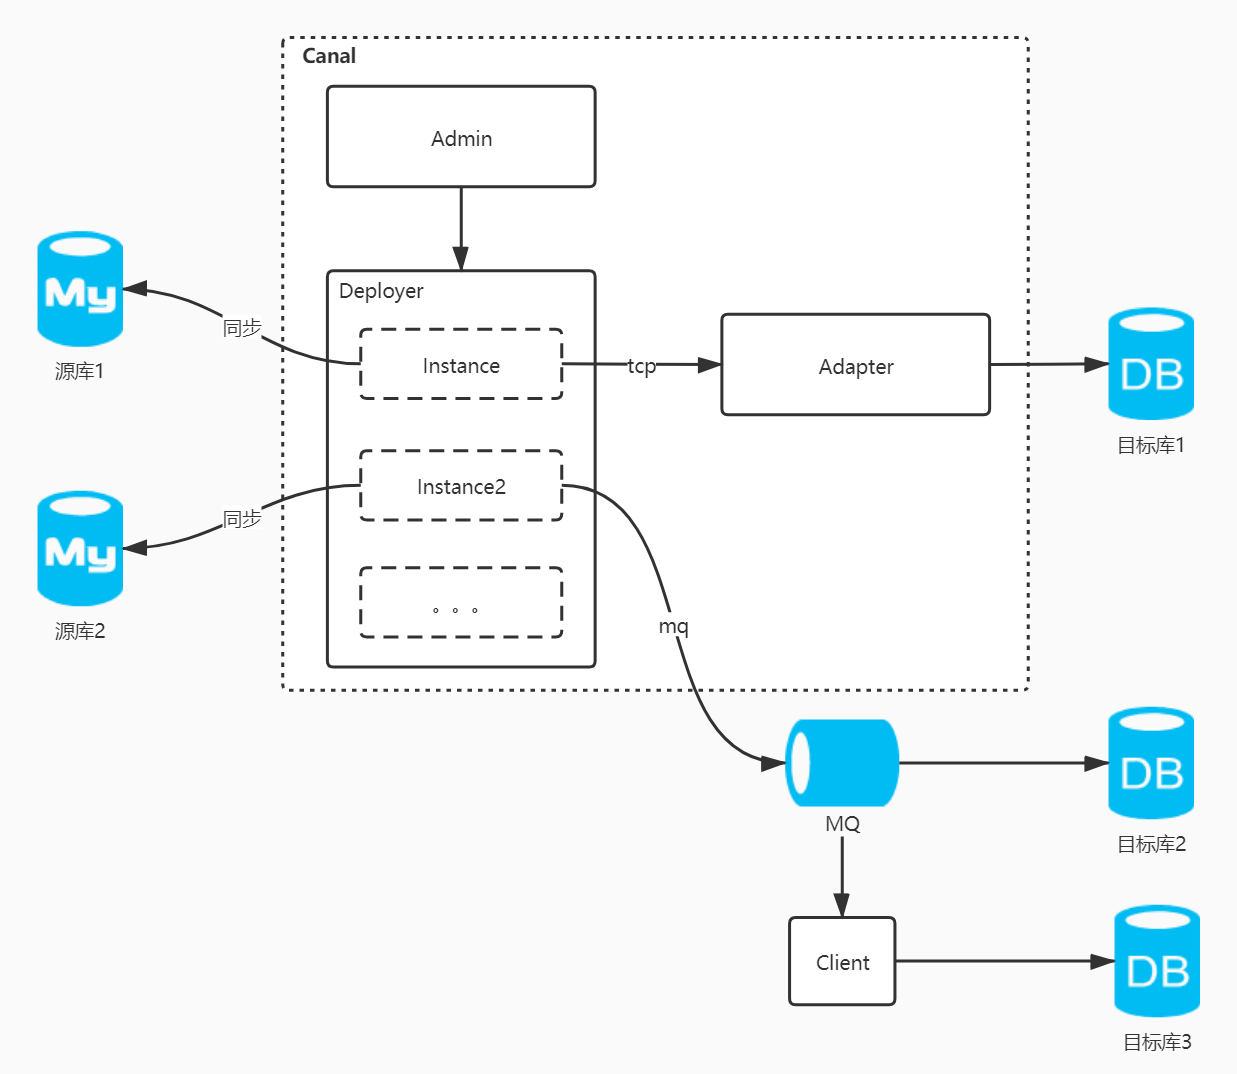 Canal
Admin
Deployer
My
同步
源库1
Instance
tcp
Adapter
DB
目标库1
Instance2
同步
My
源库2
。。。
mq
MQ
DB
目标库2
Client
DB
目标库3